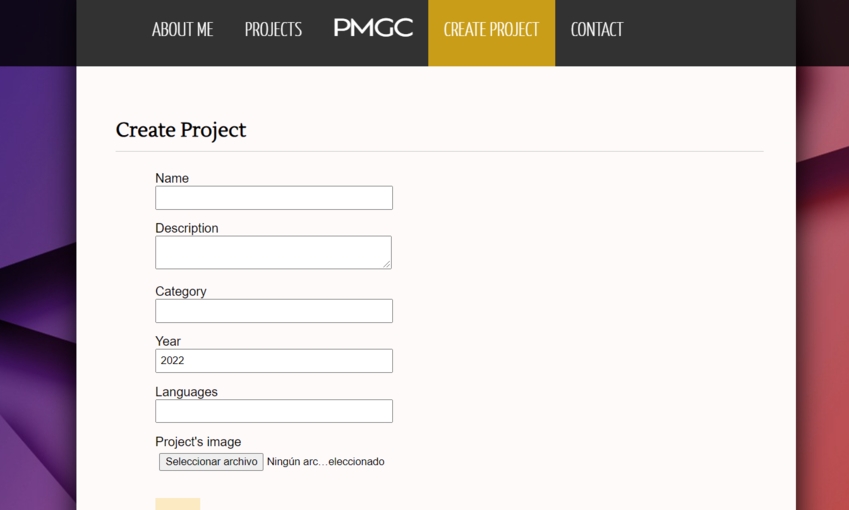 ABOUT ME PROJECTS PMGC CREATE PROJECT CONTACT
Create Project
Name
Description
Category
Year
2022
Languages
Project's image
Seleccionar archivo Ningún arc...eleccionado